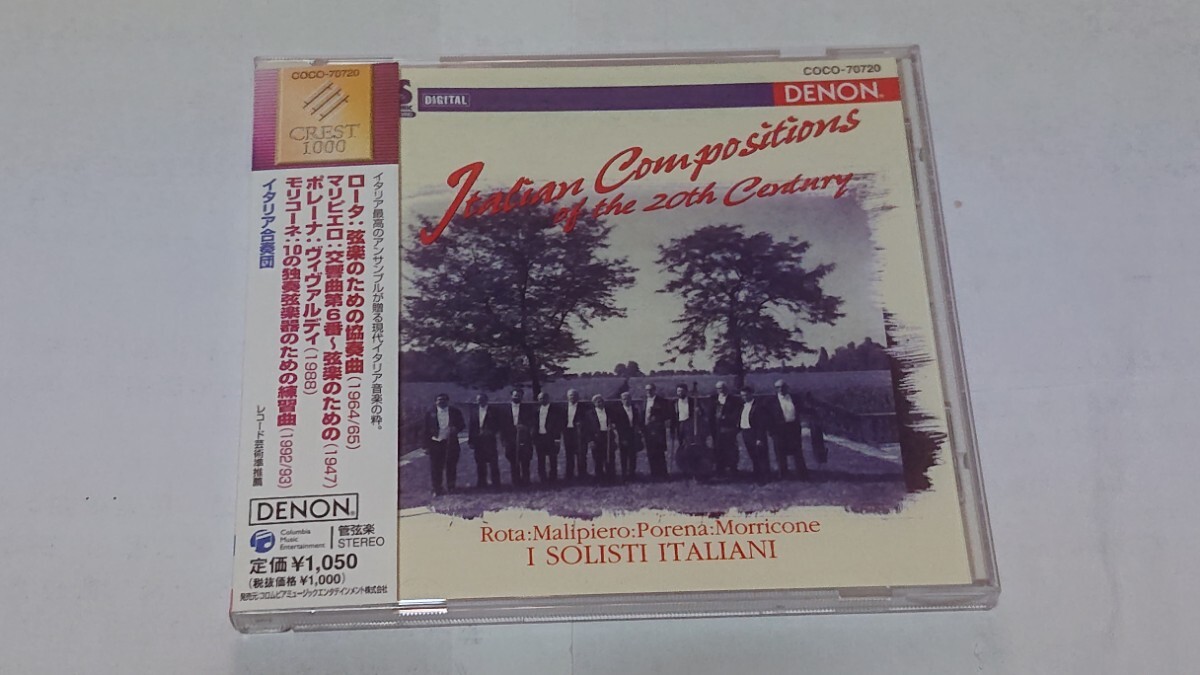 COCO-70720
CREST
1000
イタリア最高のアンサンブルが贈る現代イタリア音楽の粋。
ロータ:弦楽のための協奏曲(1964/65)
マリピエロ:交響曲第6番〜弦楽のための(1947)
ポレーナ:ヴィヴァルディ(1988)
モリコーネ:10の独奏弦楽器のための練習曲(1992/93)
イタリア合奏団
レコード芸術準推薦
DENON
Columbia
Music
Entertainment
管弦楽
STEREO
定価¥1,050
(税抜価格¥1,000)
発売元:コロムビアミュージックエンタテインメント株式会社
COCO-70720
DIGITAL
DENON
Italian Compositions
of the 20th Century
Rota:Malipiero:Porena:Morricone
I SOLISTI ITALIANI